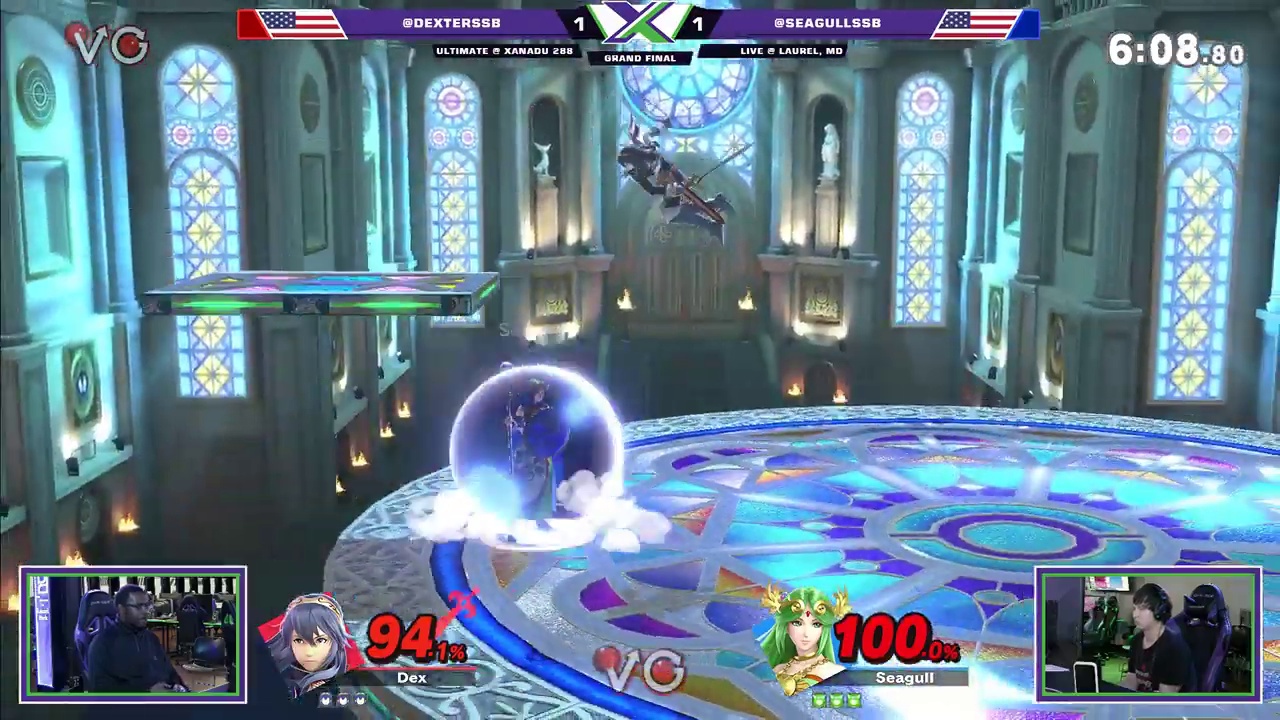 @DEXTERSSB 1 1 @SEAGULLSSB
ULTIMATE @ XANADU 288 GRAND FINAL LIVE @ LAUREL, MD
6:08.80
VG
94.1%
Dex
VG
100.0%
Seagull